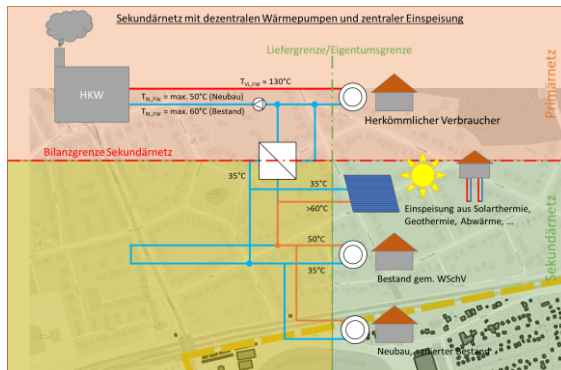 Sekundärnetz mit dezentralen Wärmepumpen und zentraler Einspeisung
Liefergrenze/Eigentumsgrenze
T_VL_FW = 130°C
HKW
T_RL_FW = max. 50°C (Neubau)
T_RL_FW = max. 60°C (Bestand)
Herkömmlicher Verbraucher
Primärnetz
Bilanzgrenze Sekundärnetz
35°C
35°C
>60°C
Einspeisung aus Solarthermie,
Geothermie, Abwärme, ...
50°C
35°C
Bestand gem. WSchV
Sekundärnetz
Neubau, sanierter Bestand